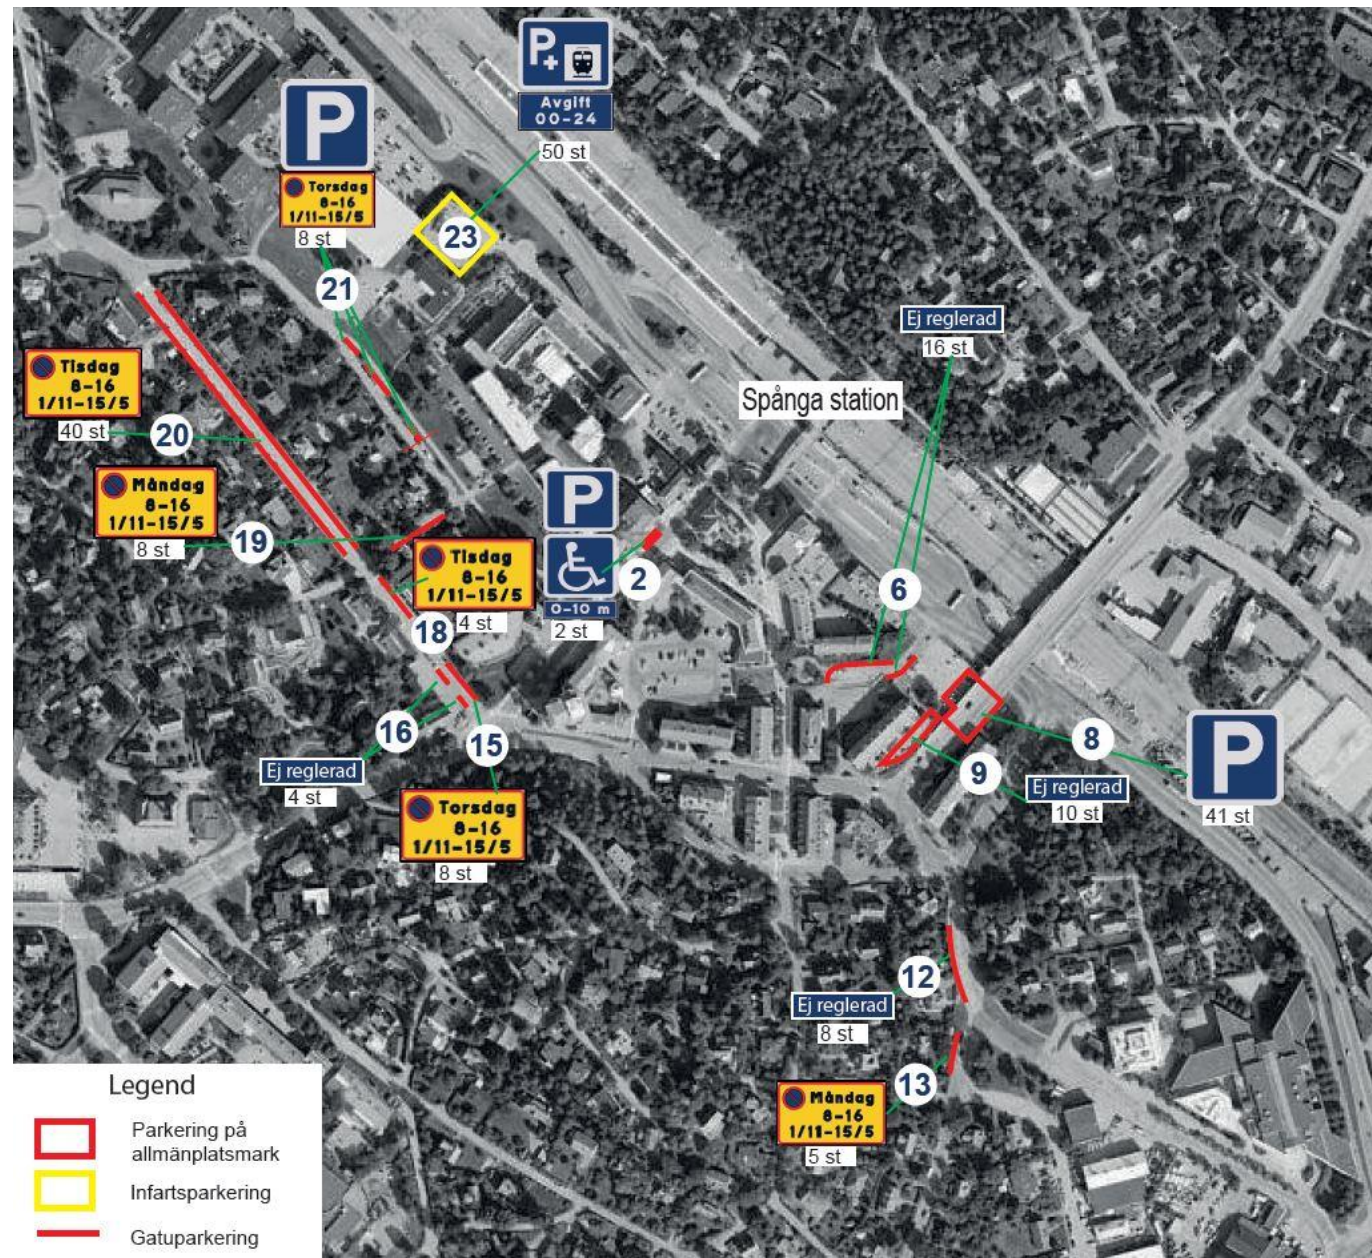 P+
Avgift
00-24
50 st
23
P
Torsdag
8-16
1/11-15/5
8 st
21
Ej reglerad
16 st
6
Spånga station
Tisdag
8-16
1/11-15/5
40 st
20
Måndag
8-16
1/11-15/5
8 st
19
Tisdag
8-16
1/11-15/5
4 st
18
P
0-10 m
2 st
2
16
Ej reglerad
4 st
15
Torsdag
8-16
1/11-15/5
8 st
8
P
41 st
9
Ej reglerad
10 st
12
Ej reglerad
8 st
13
Måndag
8-16
1/11-15/5
5 st
Legend
Parkering på
allmänplatsmark
Infartsparkering
Gatuparkering